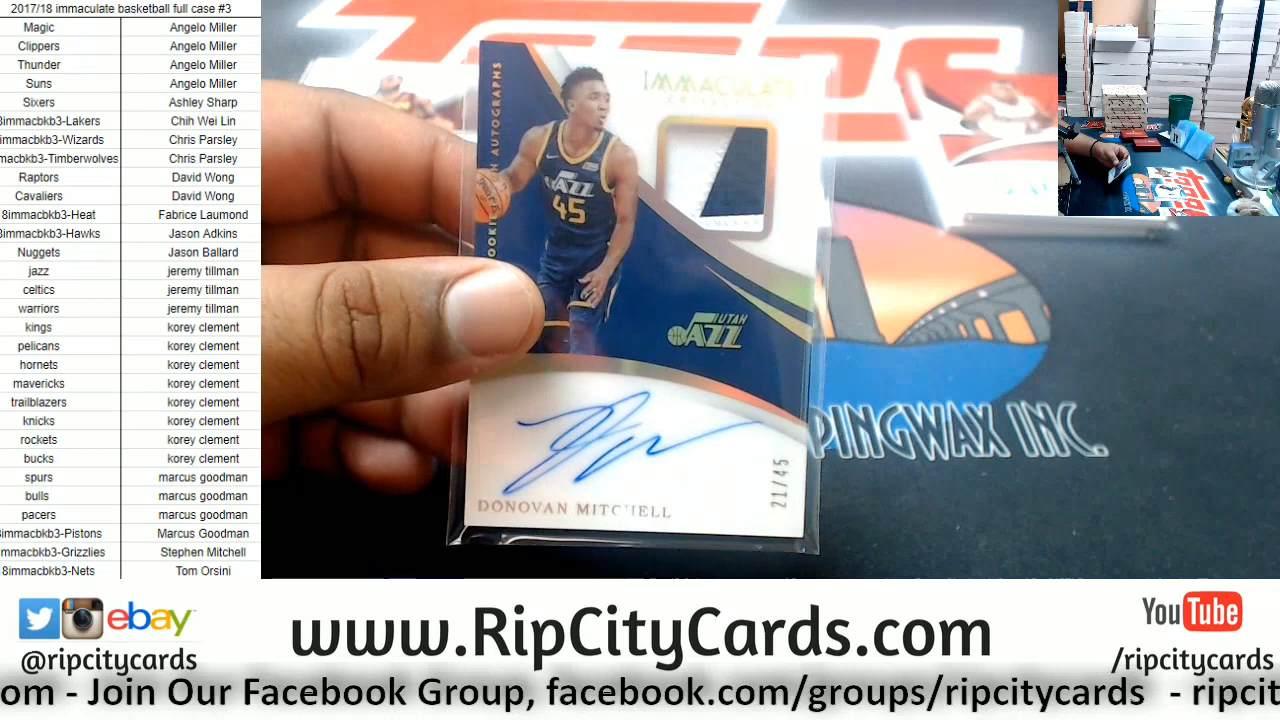 2017/18 immaculate basketball full case #3
Magic Angelo Miller
Clippers Angelo Miller
Thunder Angelo Miller
Suns Angelo Miller
Sixers Ashley Sharp
8immacbkb3-Lakers Chih Wei Lin
immacbkb3-Wizards Chris Parsley
macbkb3-Timberwolves Chris Parsley
Raptors David Wong
Cavaliers David Wong
8immacbkb3-Heat Fabrice Laumond
8immacbkb3-Hawks Jason Adkins
Nuggets Jason Ballard
jazz jeremy tillman
celtics jeremy tillman
warriors jeremy tillman
kings korey clement
pelicans korey clement
hornets korey clement
mavericks korey clement
trailblazers korey clement
knicks korey clement
rockets korey clement
bucks korey clement
spurs marcus goodman
bulls marcus goodman
pacers marcus goodman
immacbkb3-Pistons Marcus Goodman
mmacbkb3-Grizzlies Stephen Mitchell
8immacbkb3-Nets Tom Orsini
Topps
IMMACULATE
COLLECTION
AUTOGRAPHS
JAZZ
45
UTAH
JAZZ
DONOVAN MITCHELL
21/45
PINGWAX INC.
ebay
@ripcitycards
www.RipCityCards.com
YouTube
/ripcitycards
om - Join Our Facebook Group, facebook.com/groups/ripcitycards - ripcit